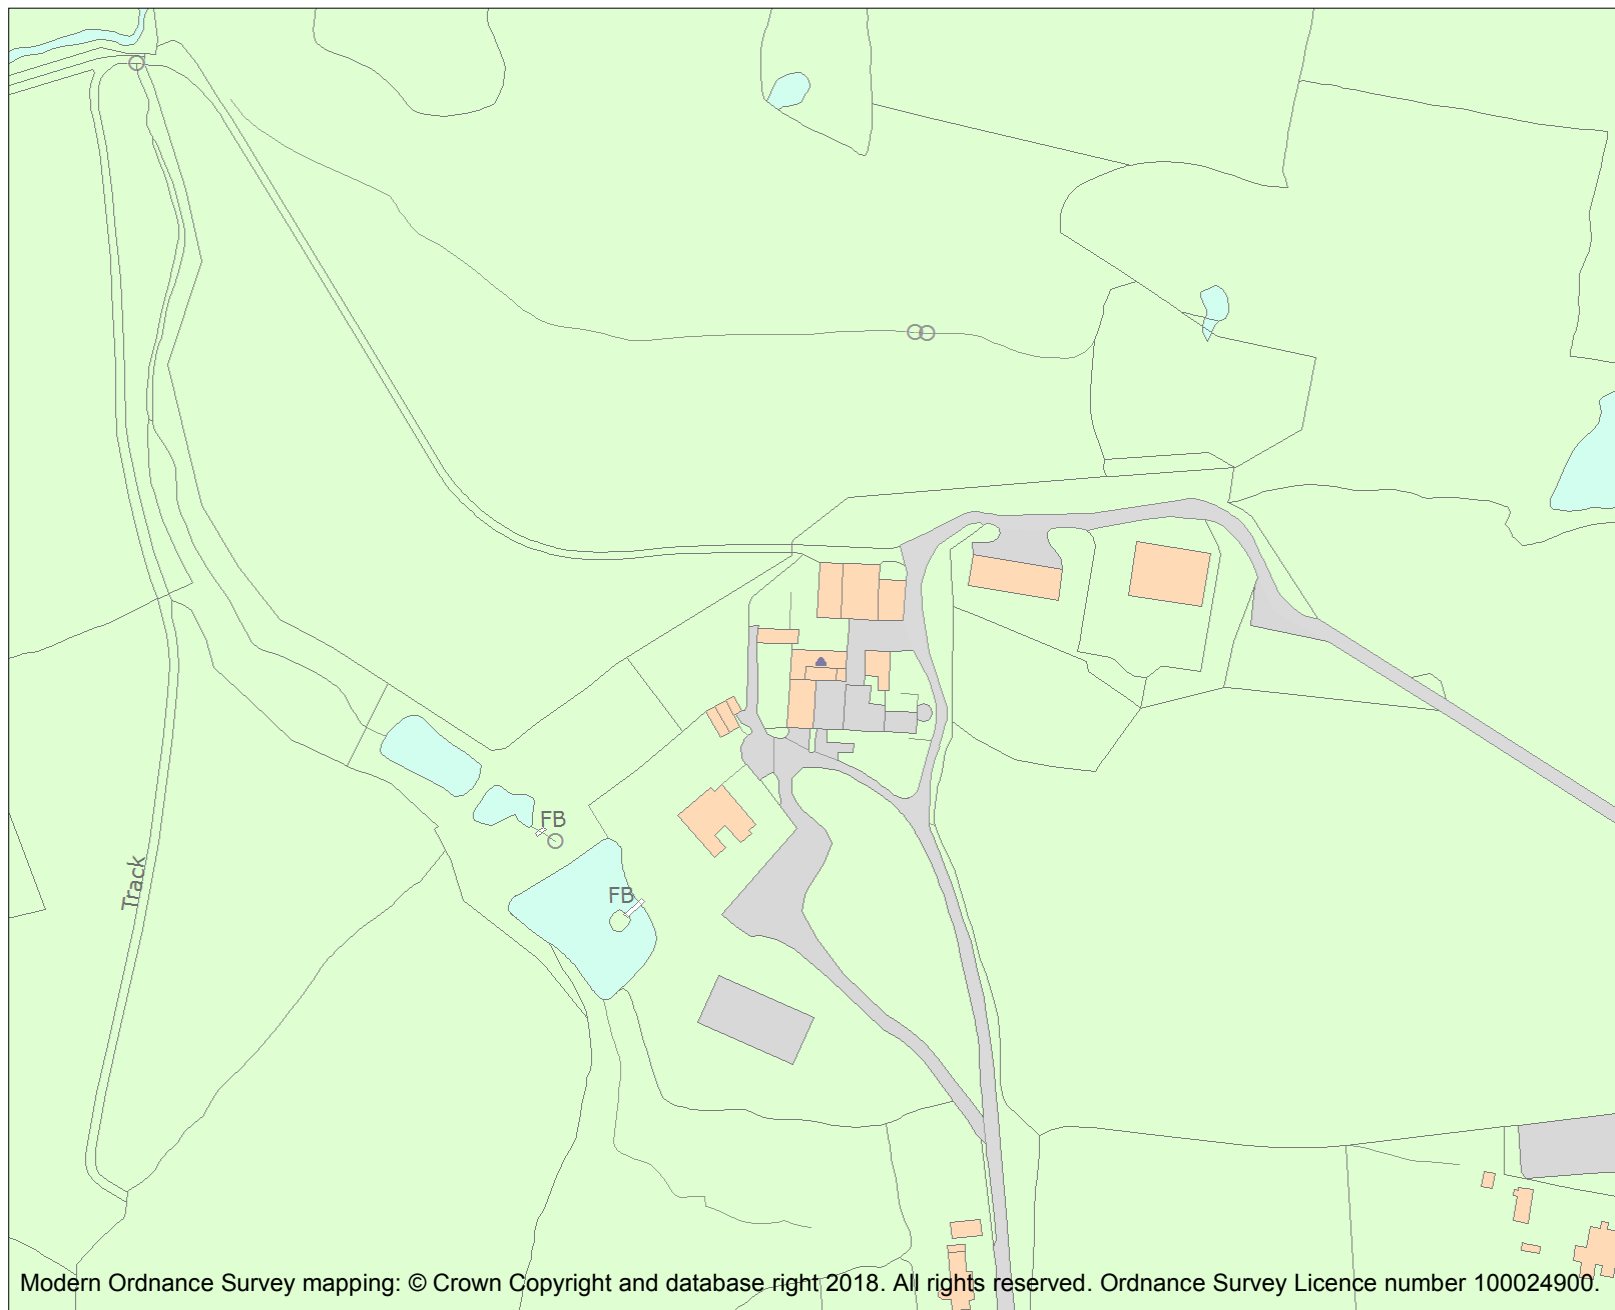 FB
FB
Track
Modern Ordnance Survey mapping: © Crown Copyright and database right 2018. All rights reserved. Ordnance Survey Licence number 100024900.